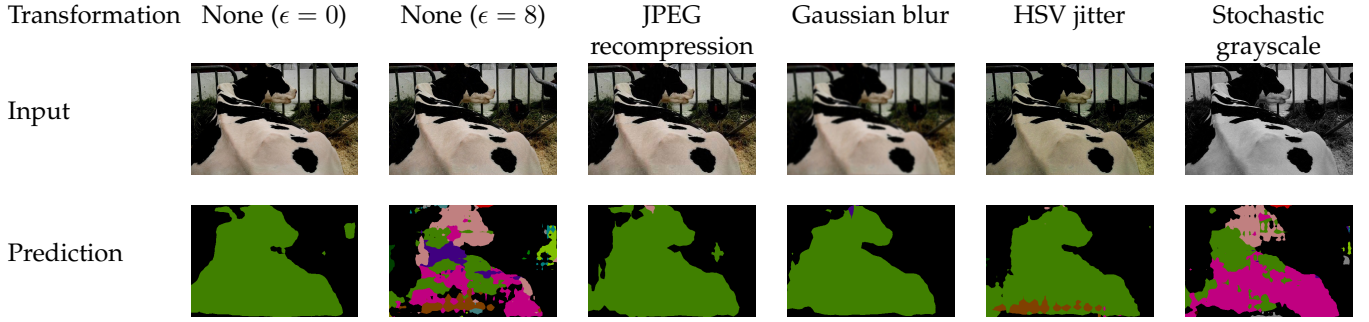 Transformation None (ϵ = 0) None (ϵ = 8) JPEG Gaussian blur HSV jitter Stochastic
recompression grayscale
Input
Prediction